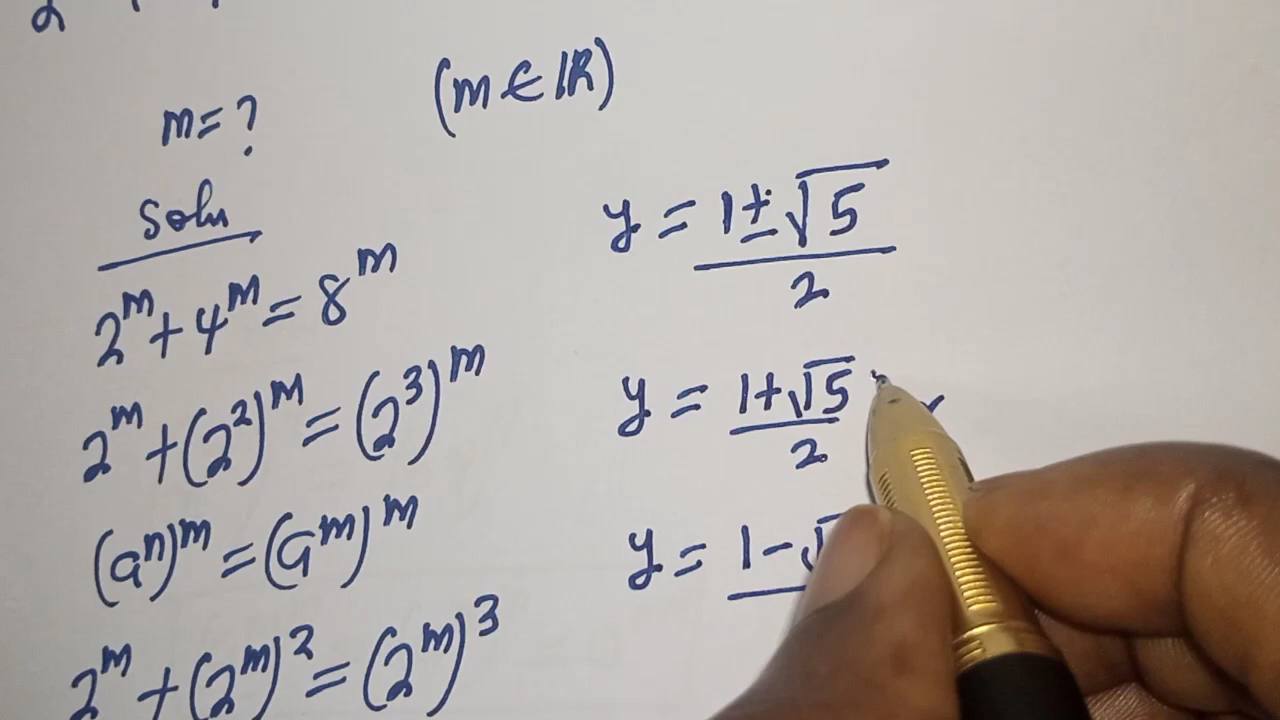 (m ∈ ℝ)
m = ?
Soln
2^m + 4^m = 8^m
2^m + (2^2)^m = (2^3)^m
(a^n)^m = (a^m)^m
2^m + (2^m)^2 = (2^m)^3
y = (1 ± √5)/2
y = (1 + √5)/2
y = 1 - √